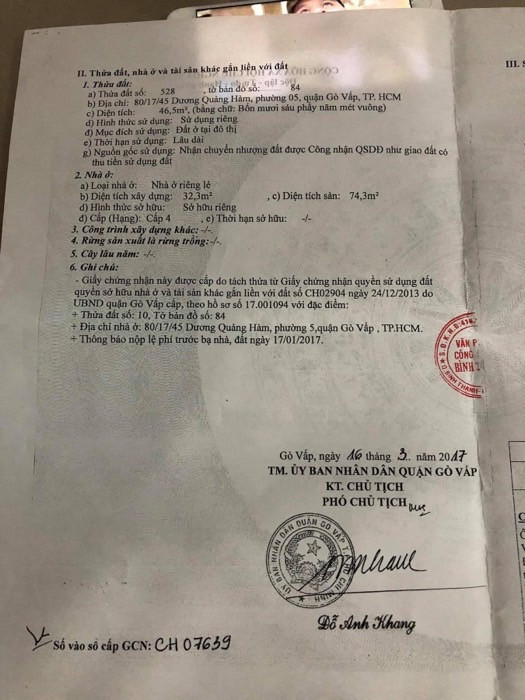 II. Thửa đất, nhà ở và tài sản khác gắn liền với đất
1. Thửa đất:
a) Thửa đất số: 528 , tờ bản đồ số: 84
b) Địa chỉ: 80/17/45 Dương Quảng Hàm, phường 05, quận Gò Vấp, TP. HCM
c) Diện tích: 46,5m², (bằng chữ: Bốn mươi sáu phẩy năm mét vuông)
d) Hình thức sử dụng: Sử dụng riêng
đ) Mục đích sử dụng: Đất ở tại đô thị
e) Thời hạn sử dụng: Lâu dài
g) Nguồn gốc sử dụng: Nhận chuyển nhượng đất được Công nhận QSDĐ như giao đất có
thu tiền sử dụng đất
2. Nhà ở:
a) Loại nhà ở: Nhà ở riêng lẻ
b) Diện tích xây dựng: 32,3m² , c) Diện tích sàn: 74,3m²
d) Hình thức sở hữu: Sở hữu riêng
đ) Cấp (Hạng): Cấp 4 , e) Thời hạn sở hữu: -/-
3. Công trình xây dựng khác: -/-
4. Rừng sản xuất là rừng trồng:-/-.
5. Cây lâu năm: -/-
6. Ghi chú:
- Giấy chứng nhận này được cấp do tách thửa từ Giấy chứng nhận quyền sử dụng đất
quyền sở hữu nhà ở và tài sản khác gắn liền với đất số CH02904 ngày 24/12/2013 do
UBND quận Gò Vấp cấp, theo hồ sơ số 17.001094 với đặc điểm:
+ Thửa đất số: 10, Tờ bản đồ số: 84
+ Địa chỉ nhà ở: 80/17/45 Dương Quảng Hàm, phường 5,quận Gò Vấp , TP.HCM.
+ Thông báo nộp lệ phí trước bạ nhà, đất ngày 17/01/2017.
III. S
VĂN P
CÔNG
BÌNH
Gò Vấp, ngày 16 tháng 3. năm 2017
TM. ỦY BAN NHÂN DÂN QUẬN GÒ VẤP
KT. CHỦ TỊCH
PHÓ CHỦ TỊCH
ỦY BAN NHÂN DÂN QUẬN GÒ VẤP T.P HỒ CHÍ MINH
Đỗ Anh Khang
Số vào sổ cấp GCN: CH 07639